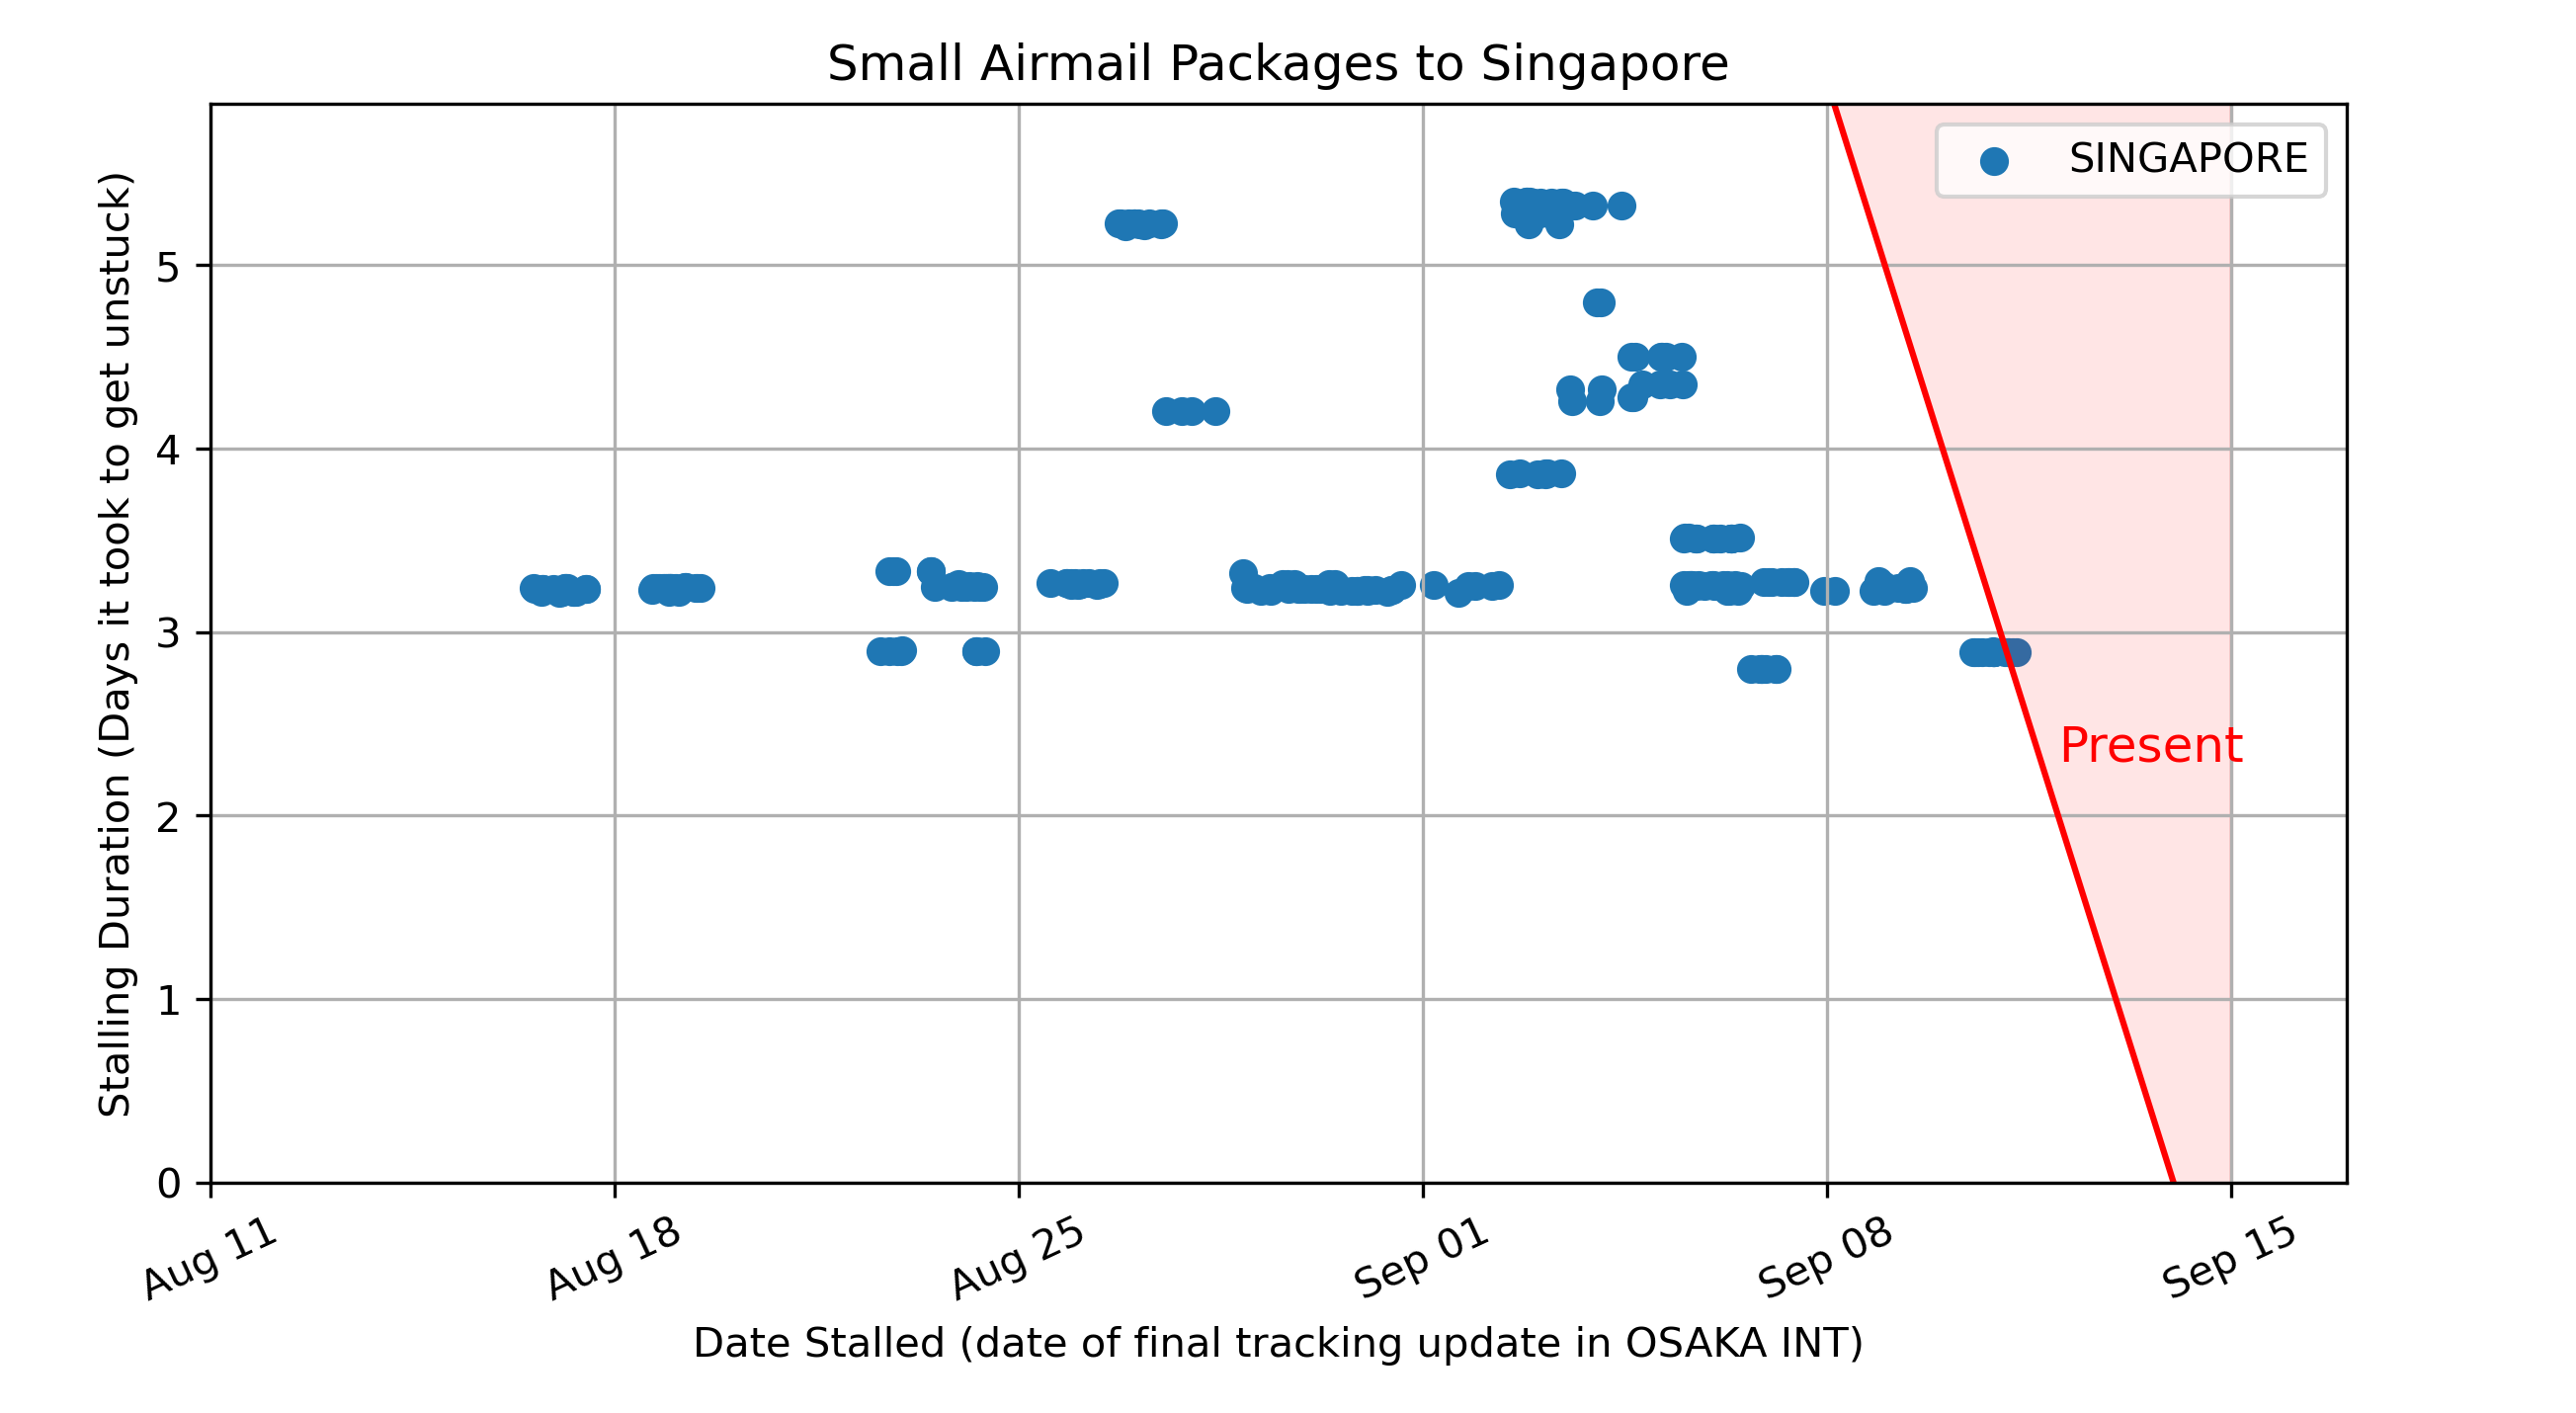 Small Airmail Packages to Singapore
SINGAPORE
Stalling Duration (Days it took to get unstuck)
5
4
3
2
1
0
Present
Aug 11
Aug 18
Aug 25
Sep 01
Sep 08
Sep 15
Date Stalled (date of final tracking update in OSAKA INT)